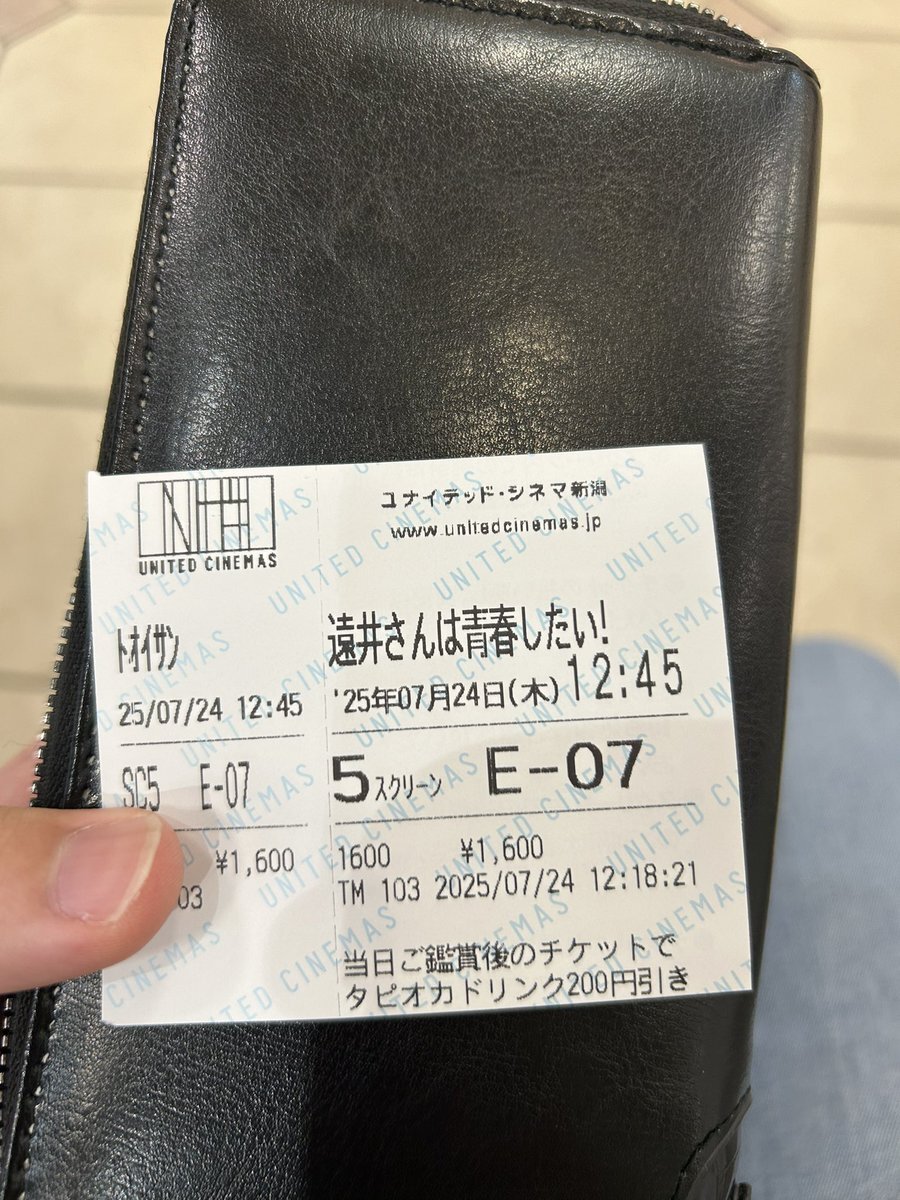 UNITED CINEMAS
トオイサン
25/07/24 12:45
SC5 E-07
¥1,600
03
ユナイテッド・シネマ新潟
www.unitedcinemas.jp
遠井さんは青春したい!
'25年07月24日(木) 12:45
5スクリーン E-07
1600 ¥1,600
TM 103 2025/07/24 12:18:21
当日ご鑑賞後のチケットで
タピオカドリンク200円引き